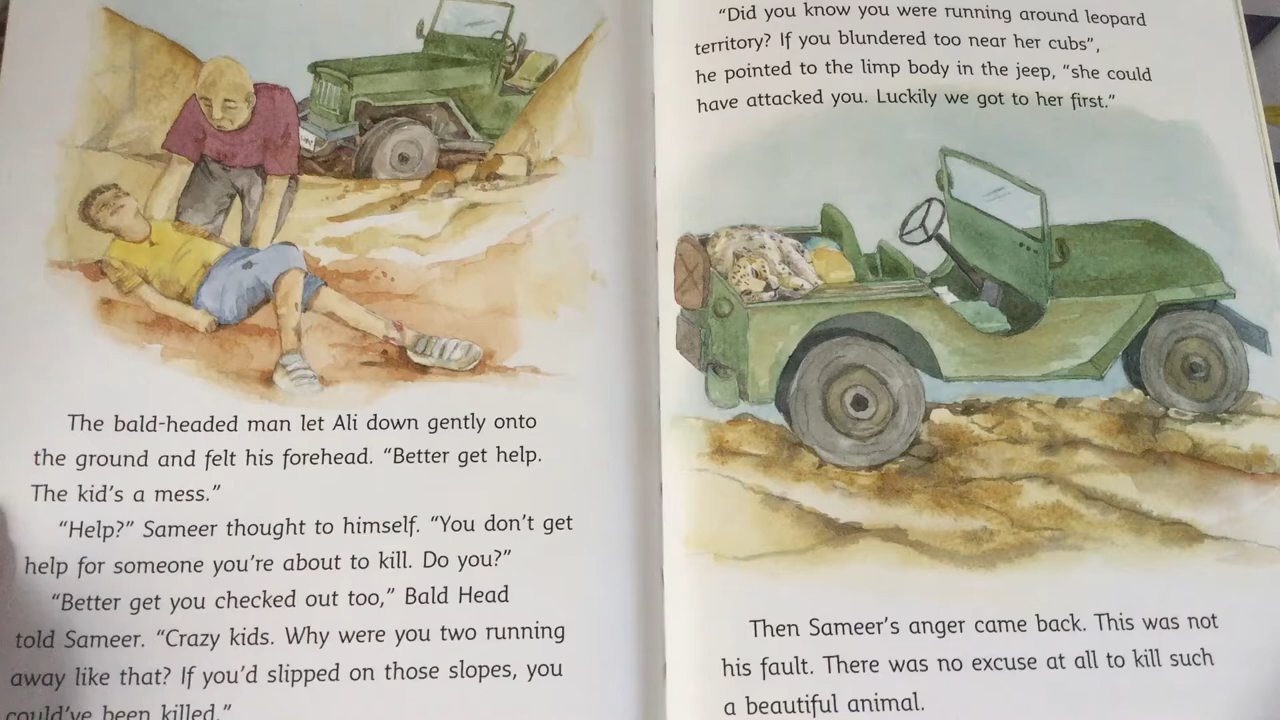 The bald-headed man let Ali down gently onto
the ground and felt his forehead. “Better get help.
The kid’s a mess.”
“Help?” Sameer thought to himself. “You don’t get
help for someone you’re about to kill. Do you?”
“Better get you checked out too,” Bald Head
told Sameer. “Crazy kids. Why were you two running
away like that? If you’d slipped on those slopes, you
could’ve been killed.”
“Did you know you were running around leopard
territory? If you blundered too near her cubs”,
he pointed to the limp body in the jeep, “she could
have attacked you. Luckily we got to her first.”
Then Sameer’s anger came back. This was not
his fault. There was no excuse at all to kill such
a beautiful animal.